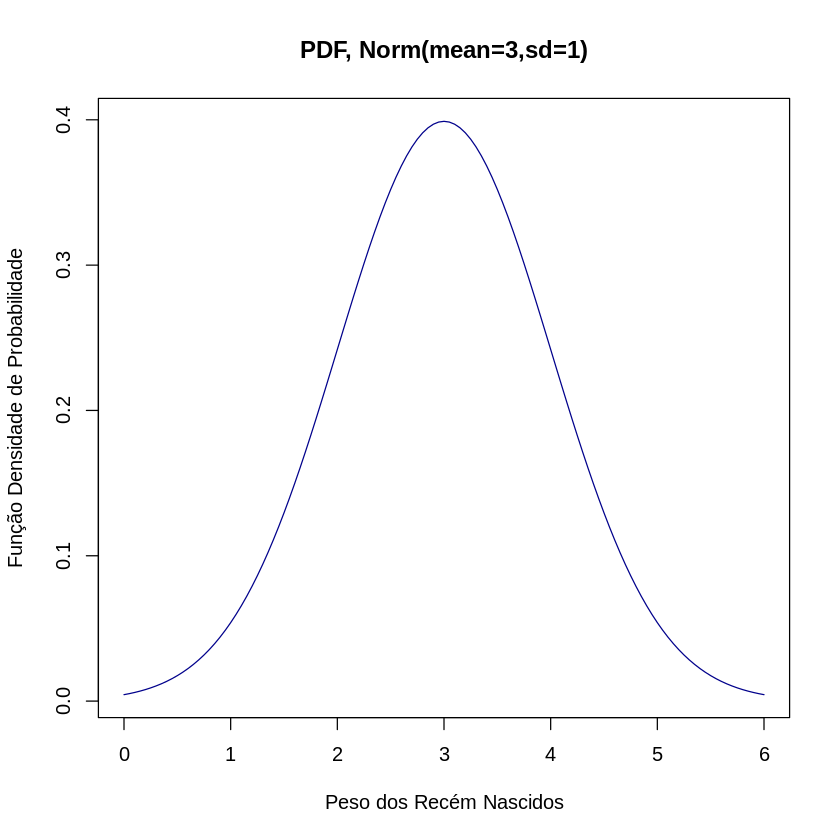 PDF, Norm(mean=3,sd=1)
Função Densidade de Probabilidade
0.4
0.3
0.2
0.1
0.0
0 1 2 3 4 5 6
Peso dos Recém Nascidos